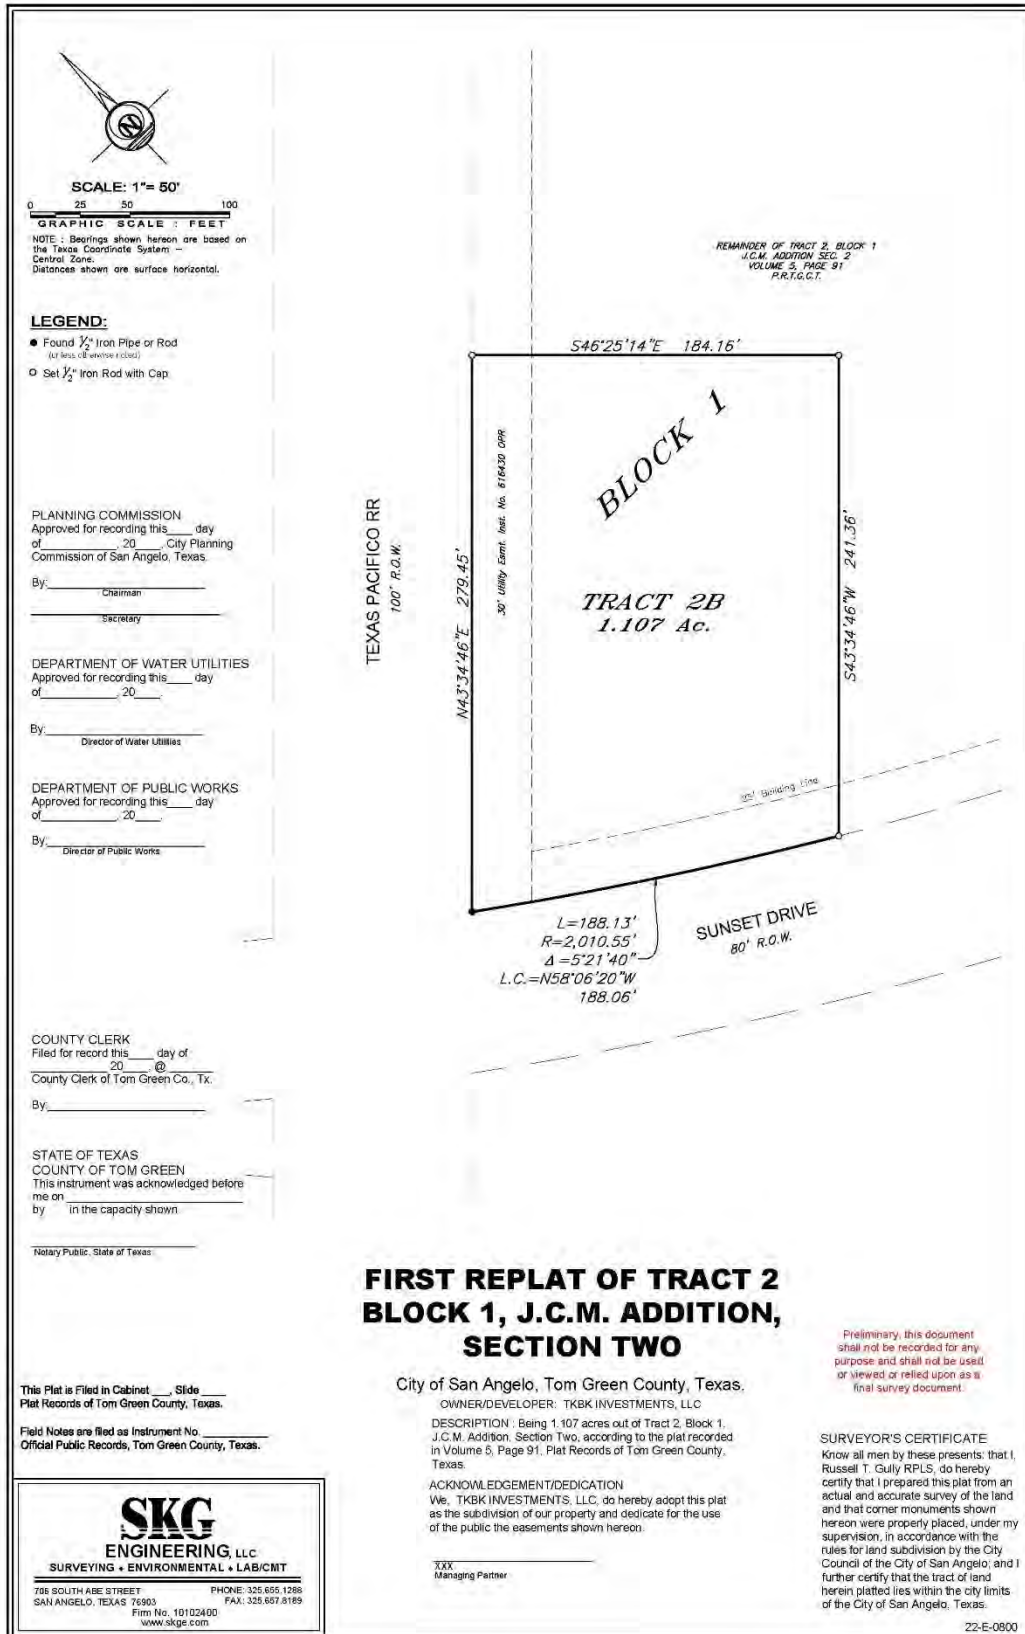 N
SCALE: 1"= 50'
0 25 50 100
GRAPHIC SCALE : FEET
NOTE : Bearings shown hereon are based on
the Texas Coordinate System –
Central Zone.
Distances shown are surface horizontal.
LEGEND:
● Found 1/2" Iron Pipe or Rod
(unless otherwise noted)
○ Set 1/2" Iron Rod with Cap
PLANNING COMMISSION
Approved for recording this____ day
of____________, 20____, City Planning
Commission of San Angelo, Texas.
By:____________________
Chairman
Secretary
DEPARTMENT OF WATER UTILITIES
Approved for recording this____ day
of____________, 20____.
By:____________________
Director of Water Utilities
DEPARTMENT OF PUBLIC WORKS
Approved for recording this____ day
of____________, 20____.
By:____________________
Director of Public Works
COUNTY CLERK
Filed for record this____ day of
____________ 20____, @ ______
County Clerk of Tom Green Co., Tx.
By:____________________
STATE OF TEXAS
COUNTY OF TOM GREEN
This instrument was acknowledged before
me on ____________________
by in the capacity shown
Notary Public, State of Texas
This Plat is Filed in Cabinet ___, Slide ___
Plat Records of Tom Green County, Texas.
Field Notes are filed as Instrument No. ________
Official Public Records, Tom Green County, Texas.
SKG
ENGINEERING, LLC
SURVEYING ♦ ENVIRONMENTAL ♦ LAB/CMT
706 SOUTH ABE STREET PHONE: 325.655.1288
SAN ANGELO, TEXAS 76903 FAX: 325.657.8189
Firm No. 10102400
www.skge.com
REMAINDER OF TRACT 2, BLOCK 1
J.C.M. ADDITION SEC. 2
VOLUME 5, PAGE 91
P.R.T.G.C.T.
S46°25'14"E 184.16'
BLOCK 1
30' Utility Esmt. Inst. No. 616430 OPR
TEXAS PACIFICO RR
100' R.O.W.
N43°34'46"E 279.45'
TRACT 2B
1.107 Ac.
S43°34'46"W 241.36'
25' Building Line
L=188.13'
R=2,010.55'
Δ =5°21'40"
L.C.=N58°06'20"W
188.06'
SUNSET DRIVE
80' R.O.W.
FIRST REPLAT OF TRACT 2
BLOCK 1, J.C.M. ADDITION,
SECTION TWO
City of San Angelo, Tom Green County, Texas.
OWNER/DEVELOPER: TKBK INVESTMENTS, LLC
DESCRIPTION : Being 1.107 acres out of Tract 2, Block 1,
J.C.M. Addition, Section Two, according to the plat recorded
in Volume 5, Page 91, Plat Records of Tom Green County,
Texas.
ACKNOWLEDGEMENT/DEDICATION
We, TKBK INVESTMENTS, LLC, do hereby adopt this plat
as the subdivision of our property and dedicate for the use
of the public the easements shown hereon.
XXX
Managing Partner
Preliminary, this document
shall not be recorded for any
purpose and shall not be used
or viewed or relied upon as a
final survey document.
SURVEYOR'S CERTIFICATE
Know all men by these presents: that I,
Russell T. Gully RPLS, do hereby
certify that I prepared this plat from an
actual and accurate survey of the land
and that corner monuments shown
hereon were properly placed, under my
supervision, in accordance with the
rules for land subdivision by the City
Council of the City of San Angelo; and I
further certify that the tract of land
herein platted lies within the city limits
of the City of San Angelo, Texas.
22-E-0800